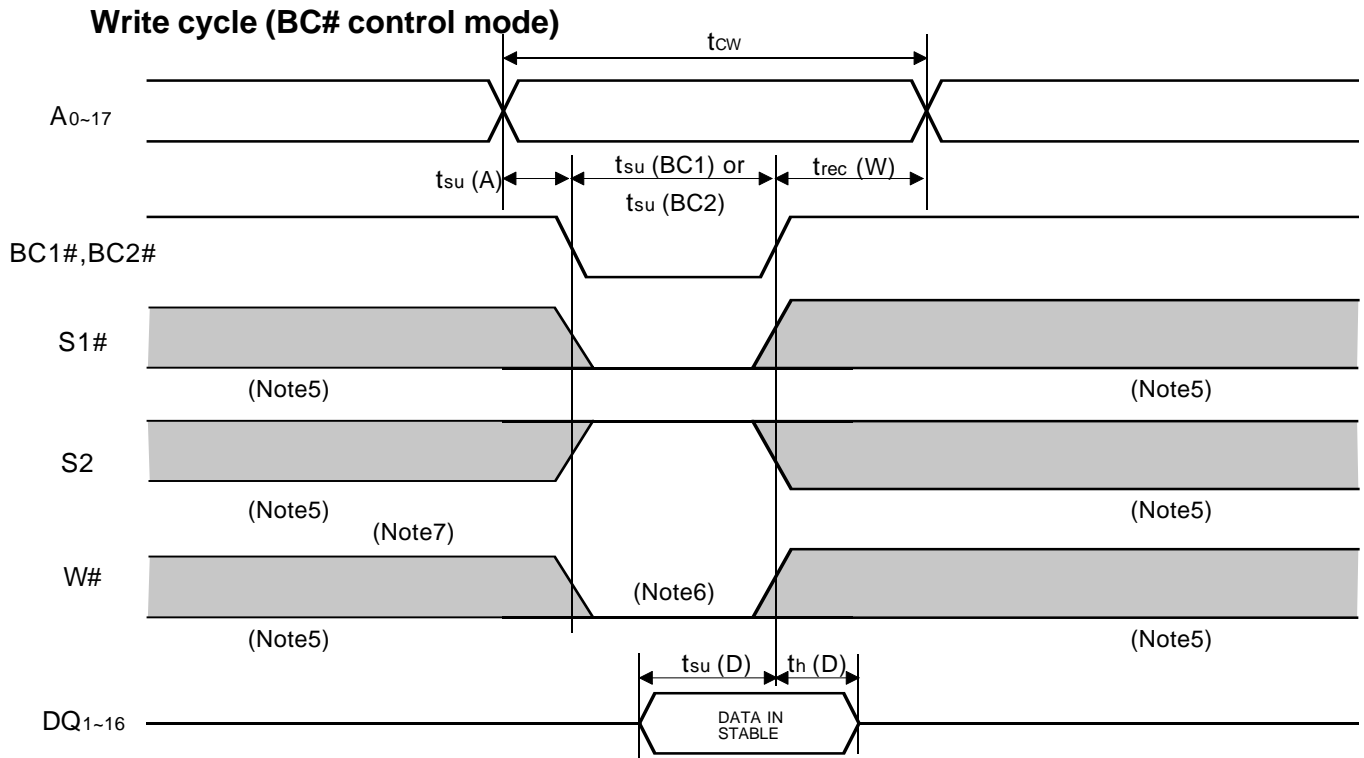 Write cycle (BC# control mode)
tCW
A0~17
tsu (A)
tsu (BC1) or
tsu (BC2)
trec (W)
BC1#,BC2#
S1#
(Note5)
(Note5)
S2
(Note5)
(Note5)
(Note7)
W#
(Note6)
(Note5)
(Note5)
tsu (D)
th (D)
DQ1~16
DATA IN
STABLE